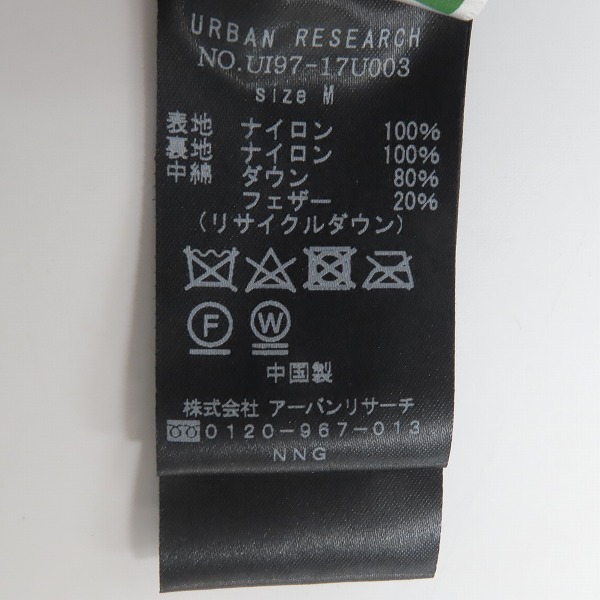 URBAN RESEARCH
NO.UI97-17U003
Size M
表地 ナイロン 100%
裏地 ナイロン 100%
中綿 ダウン 80%
フェザー 20%
(リサイクルダウン)
F W
中国製
株式会社 アーバンリサーチ
0120-967-013
NNG